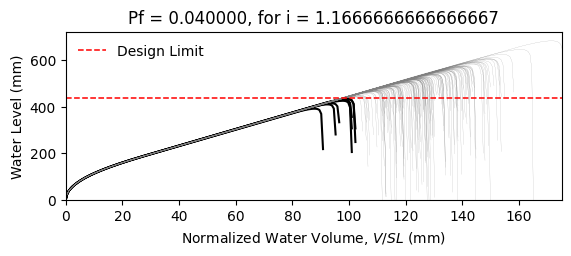 Pf = 0.040000, for i = 1.1666666666666667
Design Limit
Water Level (mm)
600
400
200
0
0 20 40 60 80 100 120 140 160
Normalized Water Volume, V/SL (mm)